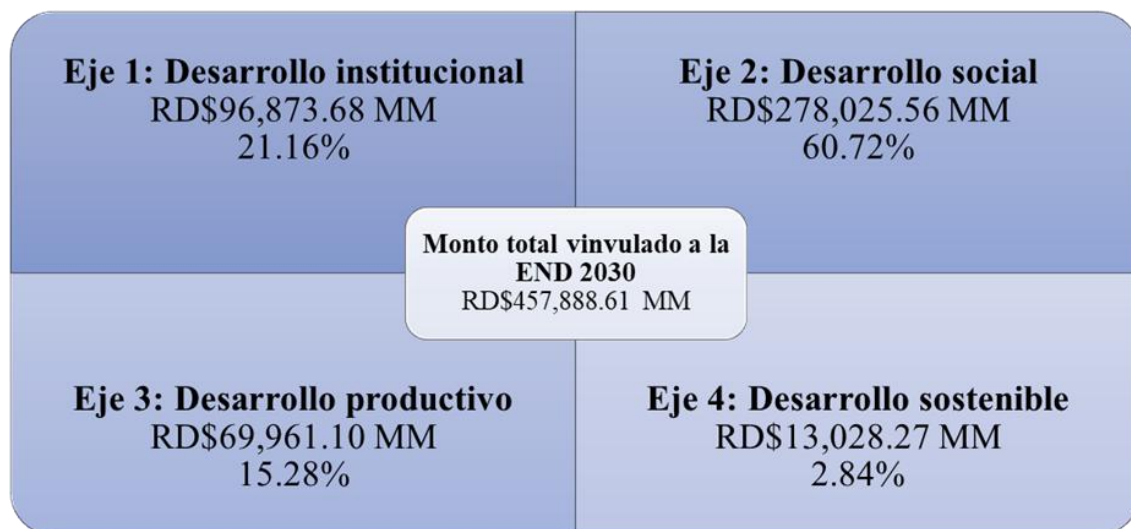 Eje 1: Desarrollo institucional
RD$96,873.68 MM
21.16%
Eje 2: Desarrollo social
RD$278,025.56 MM
60.72%
Monto total vinvulado a la
END 2030
RD$457,888.61 MM
Eje 3: Desarrollo productivo
RD$69,961.10 MM
15.28%
Eje 4: Desarrollo sostenible
RD$13,028.27 MM
2.84%